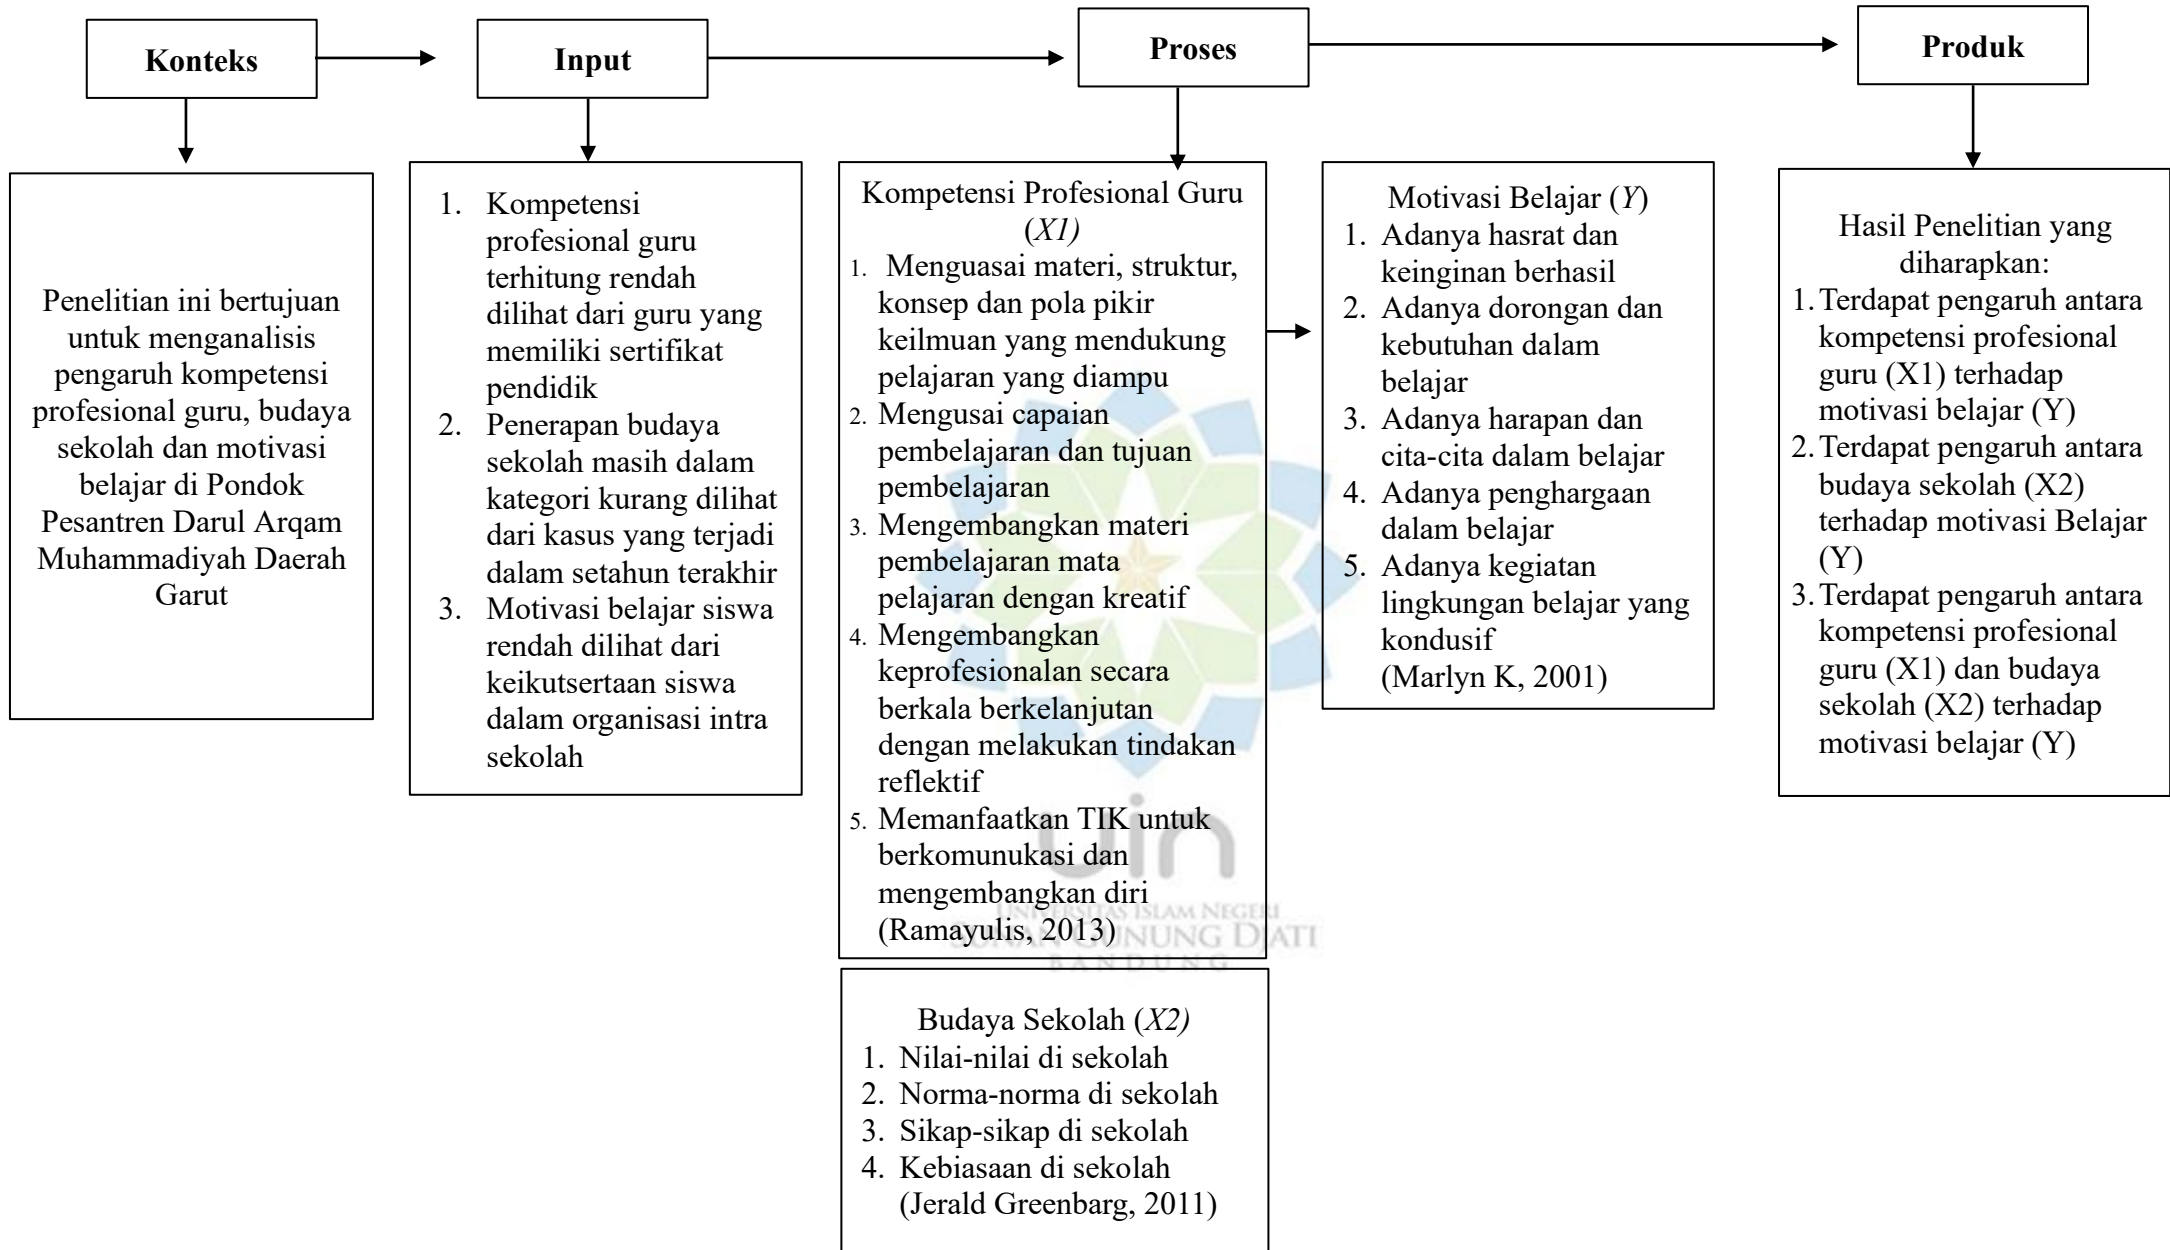 Konteks
Input
Proses
Produk
Penelitian ini bertujuan
untuk menganalisis
pengaruh kompetensi
profesional guru, budaya
sekolah dan motivasi
belajar di Pondok
Pesantren Darul Arqam
Muhammadiyah Daerah
Garut
1. Kompetensi
profesional guru
terhitung rendah
dilihat dari guru yang
memiliki sertifikat
pendidik
2. Penerapan budaya
sekolah masih dalam
kategori kurang dilihat
dari kasus yang terjadi
dalam setahun terakhir
3. Motivasi belajar siswa
rendah dilihat dari
keikutsertaan siswa
dalam organisasi intra
sekolah
Kompetensi Profesional Guru
(X1)
1. Menguasai materi, struktur,
konsep dan pola pikir
keilmuan yang mendukung
pelajaran yang diampu
2. Mengusai capaian
pembelajaran dan tujuan
pembelajaran
3. Mengembangkan materi
pembelajaran mata
pelajaran dengan kreatif
4. Mengembangkan
keprofesionalan secara
berkala berkelanjutan
dengan melakukan tindakan
reflektif
5. Memanfaatkan TIK untuk
berkomunukasi dan
mengembangkan diri
(Ramayulis, 2013)
Budaya Sekolah (X2)
1. Nilai-nilai di sekolah
2. Norma-norma di sekolah
3. Sikap-sikap di sekolah
4. Kebiasaan di sekolah
(Jerald Greenbarg, 2011)
Motivasi Belajar (Y)
1. Adanya hasrat dan
keinginan berhasil
2. Adanya dorongan dan
kebutuhan dalam
belajar
3. Adanya harapan dan
cita-cita dalam belajar
4. Adanya penghargaan
dalam belajar
5. Adanya kegiatan
lingkungan belajar yang
kondusif
(Marlyn K, 2001)
Hasil Penelitian yang
diharapkan:
1. Terdapat pengaruh antara
kompetensi profesional
guru (X1) terhadap
motivasi belajar (Y)
2. Terdapat pengaruh antara
budaya sekolah (X2)
terhadap motivasi Belajar
(Y)
3. Terdapat pengaruh antara
kompetensi profesional
guru (X1) dan budaya
sekolah (X2) terhadap
motivasi belajar (Y)
uin
UNIVERSITAS ISLAM NEGERI
SUNAN GUNUNG DJATI
BANDUNG